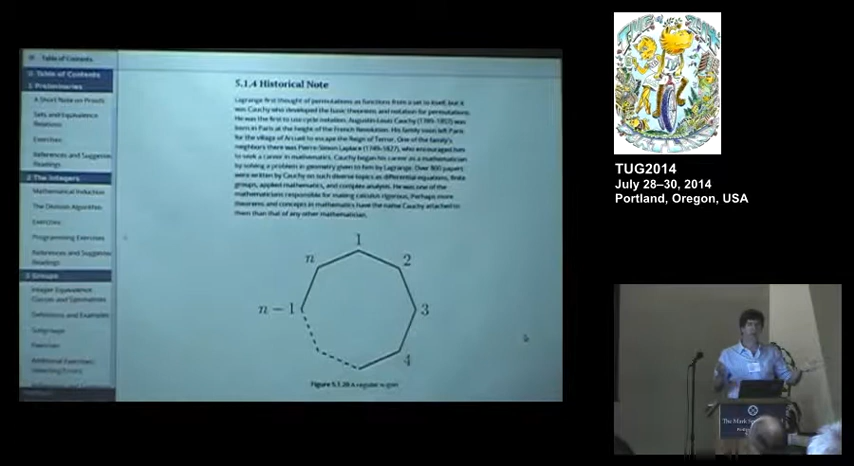 Table of Contents
Table of Contents
1 Preliminaries
A Short Note on Proofs
Sets and Equivalence
Relations
Exercises
References and Suggested
Readings
2 The Integers
Mathematical Induction
The Division Algorithm
Exercises
Programming Exercises
References and Suggested
Readings
3 Groups
Integer Equivalence
Classes and Symmetries
Definitions and Examples
Subgroups
Exercises
Additional Exercises:
Detecting Errors
5.1.4 Historical Note
Lagrange first thought of permutations as functions from a set to itself, but it
was Cauchy who developed the basic theorems and notation for permutations.
He was the first to use cycle notation. Augustin-Louis Cauchy (1789-1857) was
born in Paris at the height of the French Revolution. His family soon left Paris
for the village of Arcueil to escape the Reign of Terror. One of the family's
neighbors there was Pierre-Simon Laplace (1749-1827), who encouraged him
to seek a career in mathematics. Cauchy began his career as a mathematician
by solving a problem in geometry given to him by Lagrange. Over 800 papers
were written by Cauchy on such diverse topics as differential equations, finite
groups, applied mathematics, and complex analysis. He was one of the
mathematicians responsible for making calculus rigorous. Perhaps more
theorems and concepts in mathematics have the name Cauchy attached to
them than that of any other mathematician.
1
n
2
n − 1
3
4
Figure 5.1.28 A regular n-gon
TUG2014
July 28–30, 2014
Portland, Oregon, USA
The Mark